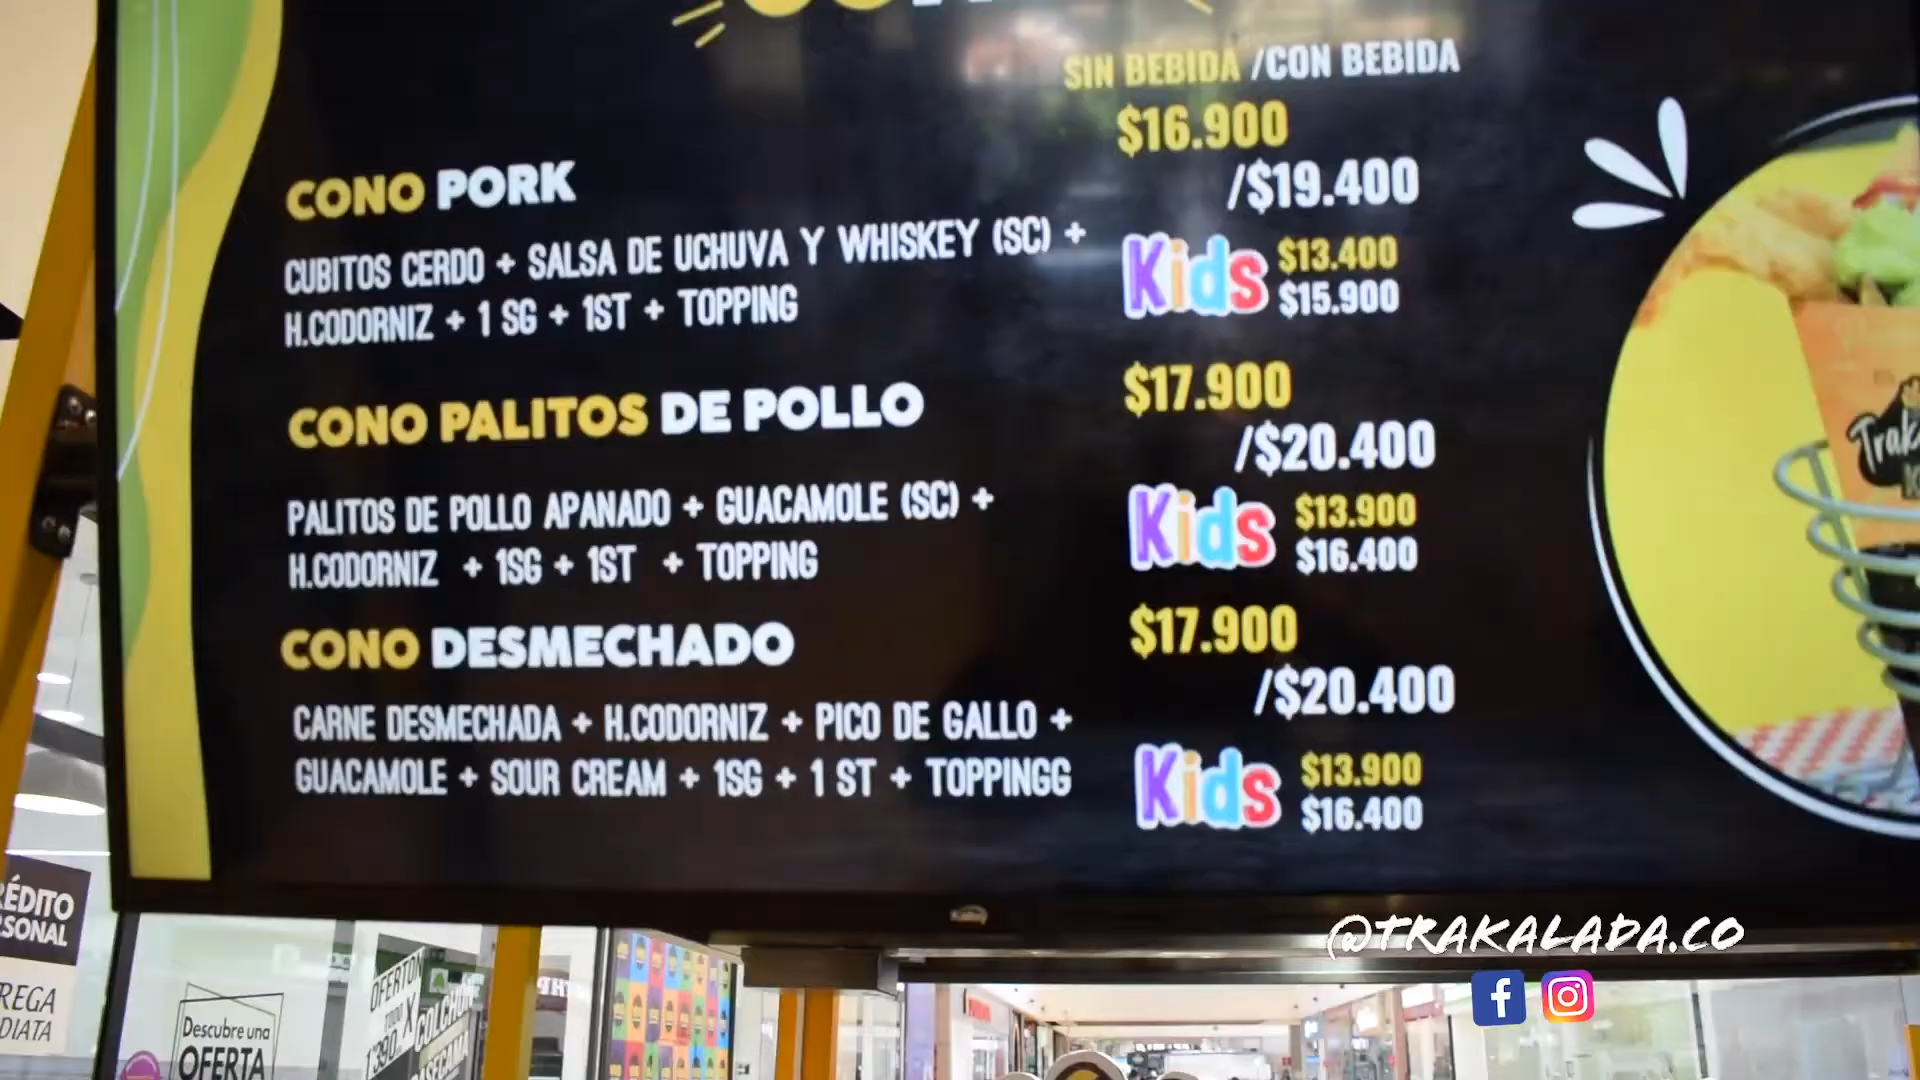 SIN BEBIDA /CON BEBIDA
$16.900
/$19.400
CONO PORK
CUBITOS CERDO + SALSA DE UCHUVA Y WHISKEY (SC) +
H.CODORNIZ + 1 SG + 1ST + TOPPING
Kids $13.400
$15.900
CONO PALITOS DE POLLO
$17.900
/$20.400
PALITOS DE POLLO APANADO + GUACAMOLE (SC) +
H.CODORNIZ + 1SG + 1ST + TOPPING
Kids $13.900
$16.400
CONO DESMECHADO
$17.900
/$20.400
CARNE DESMECHADA + H.CODORNIZ + PICO DE GALLO +
GUACAMOLE + SOUR CREAM + 1SG + 1 ST + TOPPINGG
Kids $13.900
$16.400
@TRAKALADA.CO
Descubre una
OFERTA